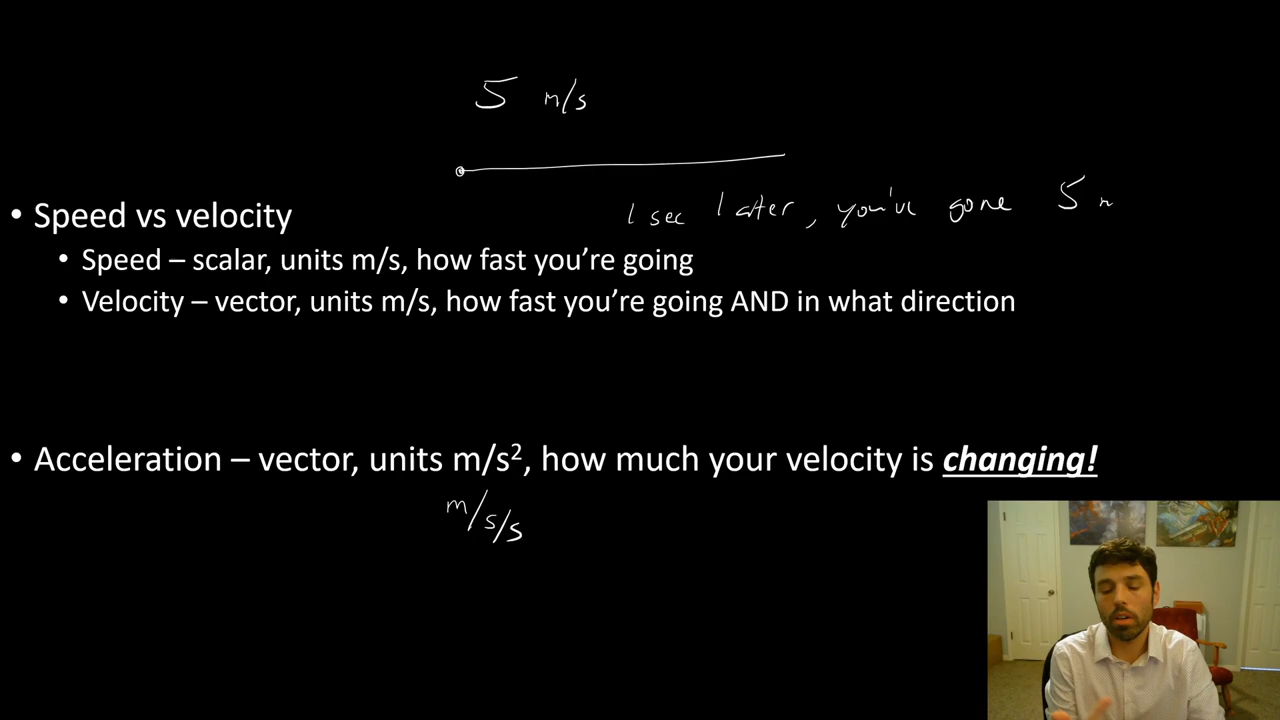 5 m/s
1 sec later, you've gone 5 m
• Speed vs velocity
• Speed – scalar, units m/s, how fast you're going
• Velocity – vector, units m/s, how fast you're going AND in what direction
• Acceleration – vector, units m/s², how much your velocity is changing!
m/s/s